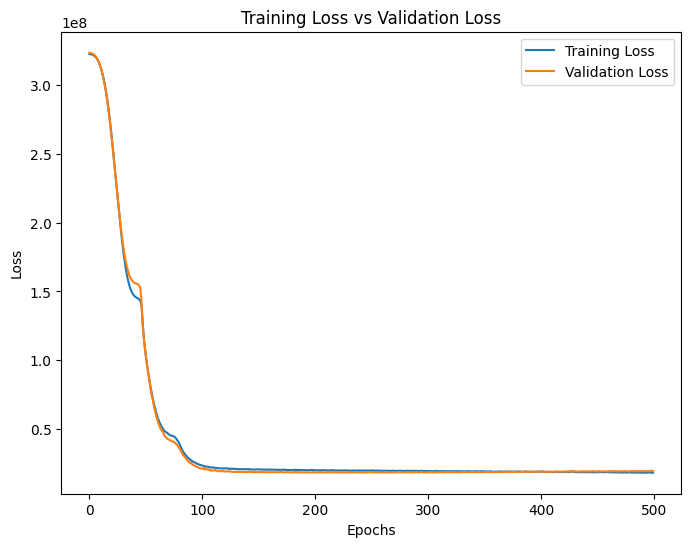 Training Loss vs Validation Loss
1e8
Training Loss
Validation Loss
3.0
2.5
2.0
1.5
1.0
0.5
Loss
0 100 200 300 400 500
Epochs